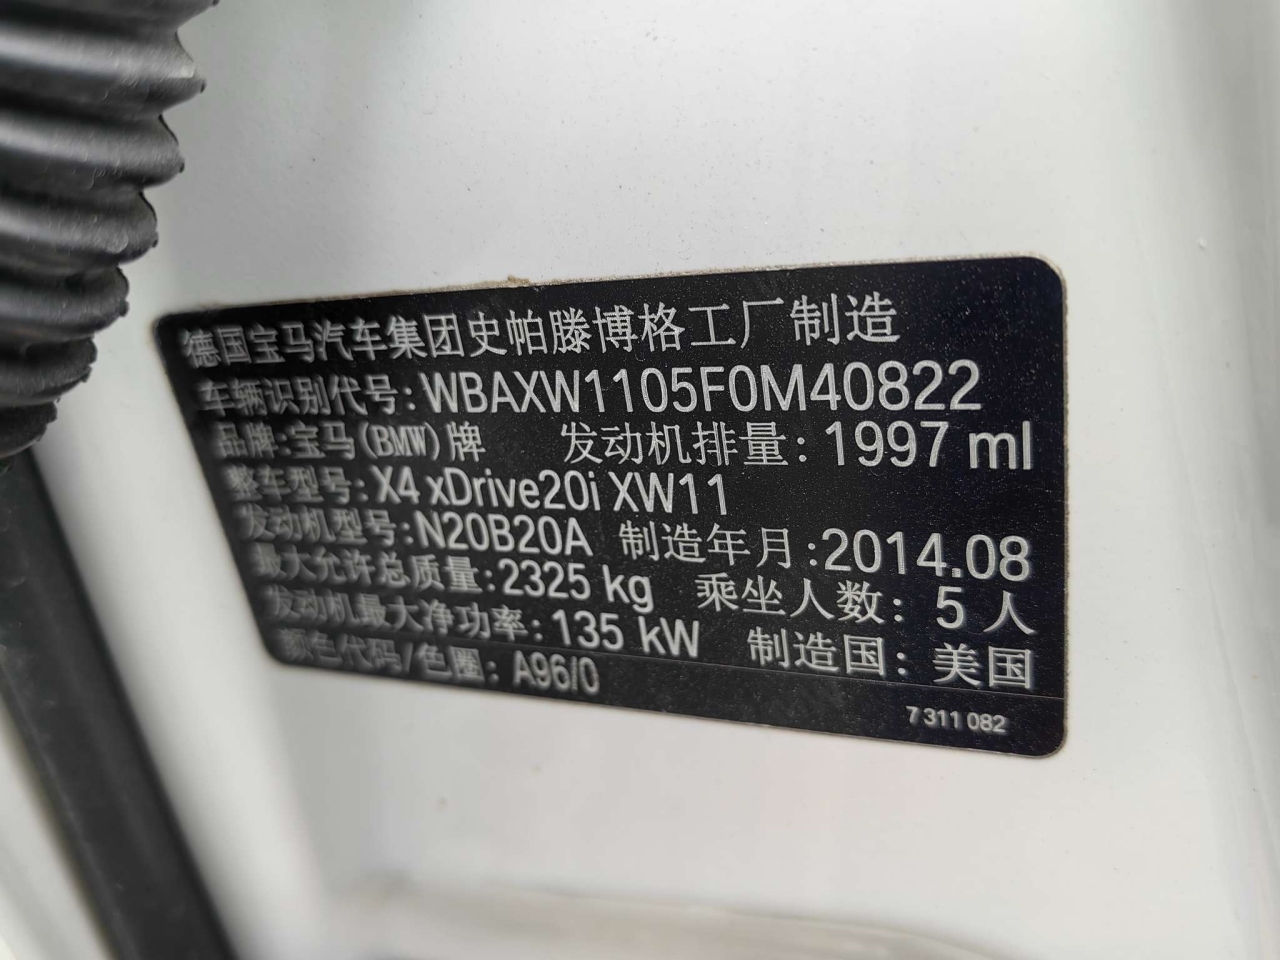 德国宝马汽车集团史帕滕博格工厂制造
车辆识别代号: WBAXW1105F0M40822
品牌: 宝马(BMW)牌 发动机排量: 1997 ml
整车型号: X4 xDrive20i XW11
发动机型号: N20B20A 制造年月: 2014.08
最大允许总质量: 2325 kg 乘坐人数: 5 人
发动机最大净功率: 135 kW 制造国: 美国
颜色代码/色圈: A96/0
7 311 082